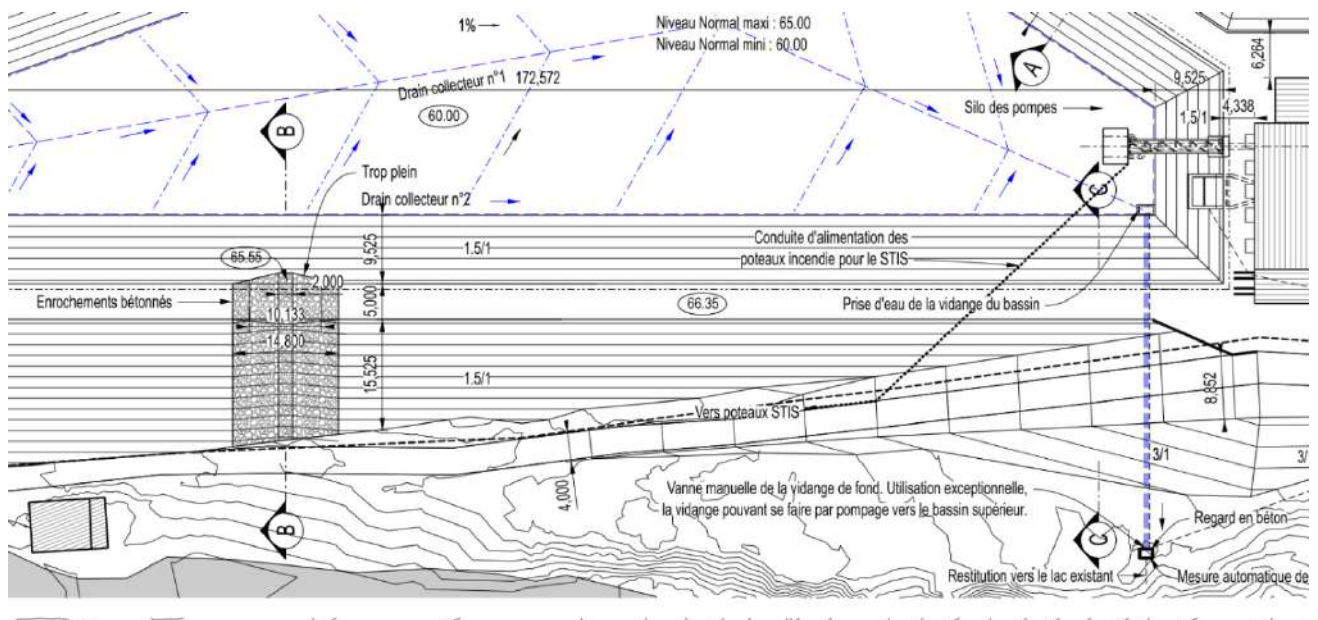 1%
Niveau Normal maxi : 65.00
Niveau Normal mini : 60.00
A
6,264
9,525
Drain collecteur n°1 172,572
Silo des pompes
60.00
B
1.5/1
4,338
Trop plein
Drain collecteur n°2
C
9,525
1.5/1
Conduite d'alimentation des
poteaux incendie pour le STIS
65.55
2,000
Enrochements bétonnés
5,000
66.35
Prise d'eau de la vidange du bassin
10,133
14,800
15,525
1.5/1
8,852
Vers poteaux STIS
4,000
3/1
3/
Vanne manuelle de la vidange de fond. Utilisation exceptionnelle,
la vidange pouvant se faire par pompage vers le bassin supérieur.
B
C
Regard en béton
Restitution vers le lac existant
Mesure automatique de